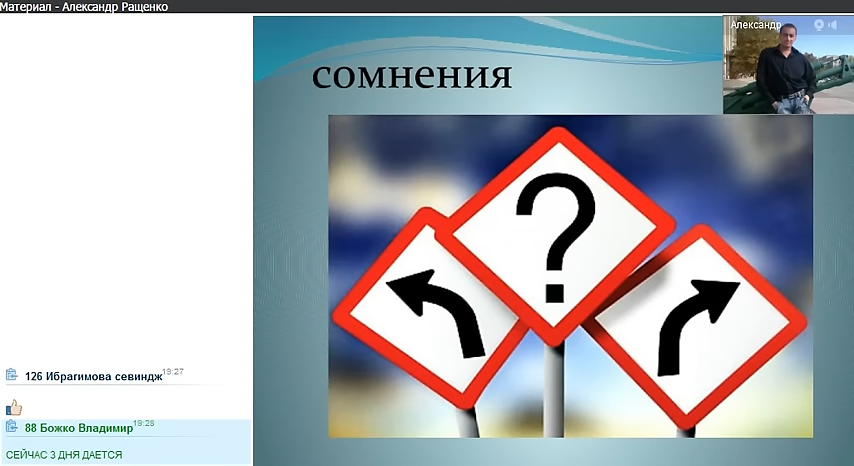 Материал - Александр Ращенко
Александр
сомнения
?
126 Ибрагимова севиндж 19:27
88 Божко Владимир 19:28
СЕЙЧАС 3 ДНЯ ДАЕТСЯ